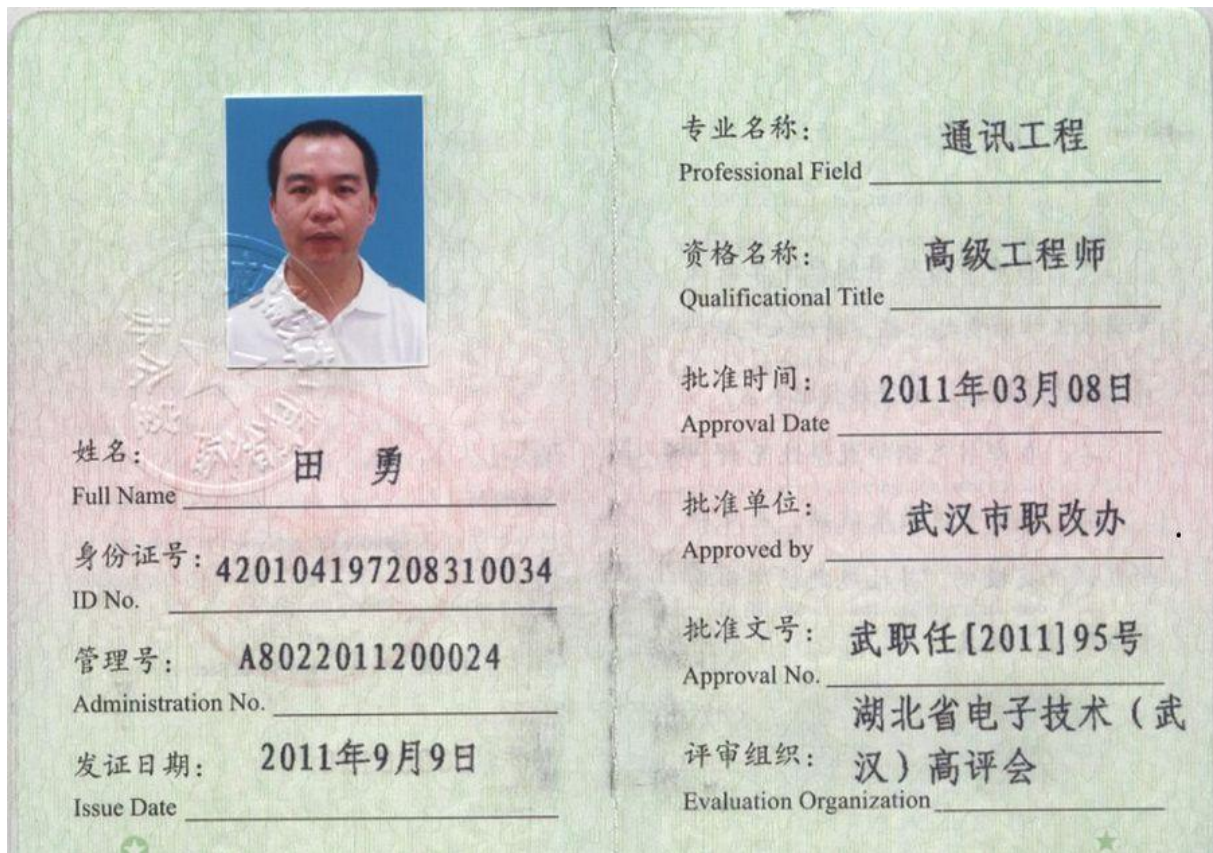 姓名： 田 勇
Full Name
身份证号： 420104197208310034
ID No.
管理号： A8022011200024
Administration No.
发证日期： 2011年9月9日
Issue Date
专业名称： 通讯工程
Professional Field
资格名称： 高级工程师
Qualificational Title
批准时间： 2011年03月08日
Approval Date
批准单位： 武汉市职改办
Approved by
批准文号： 武职任[2011]95号
Approval No.
湖北省电子技术（武
评审组织： 汉）高评会
Evaluation Organization